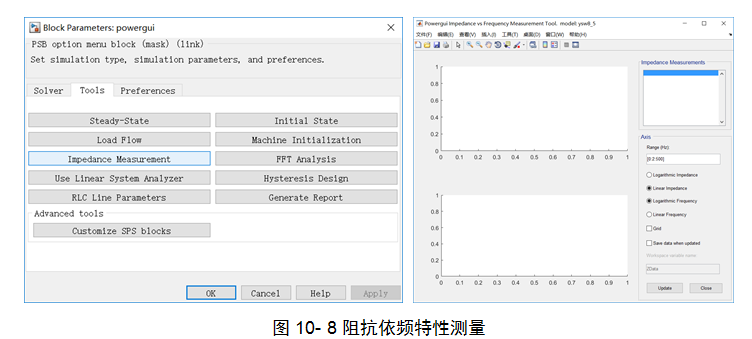 Block Parameters: powergui
PSB option menu block (mask) (link)
Set simulation type, simulation parameters, and preferences.
Solver Tools Preferences
Steady-State Initial State
Load Flow Machine Initialization
Impedance Measurement FFT Analysis
Use Linear System Analyzer Hysteresis Design
RLC Line Parameters Generate Report
Advanced tools
Customize SPS blocks
OK Cancel Help Apply
Powergui Impedance vs Frequency Measurement Tool. model: ysw8_5
文件(F) 编辑(E) 查看(V) 插入(I) 工具(T) 桌面(D) 窗口(W) 帮助(H)
1
0.8
0.6
0.4
0.2
0
0 0.1 0.2 0.3 0.4 0.5 0.6 0.7 0.8 0.9 1
1
0.8
0.6
0.4
0.2
0
0 0.1 0.2 0.3 0.4 0.5 0.6 0.7 0.8 0.9 1
Impedance Measurements
Axis
Range (Hz)
[0:2:500]
Logarithmic Impedance
Linear Impedance
Logarithmic Frequency
Linear Frequency
Grid
Save data when updated
Workspace variable name
ZData
Update Close
图 10- 8 阻抗依频特性测量